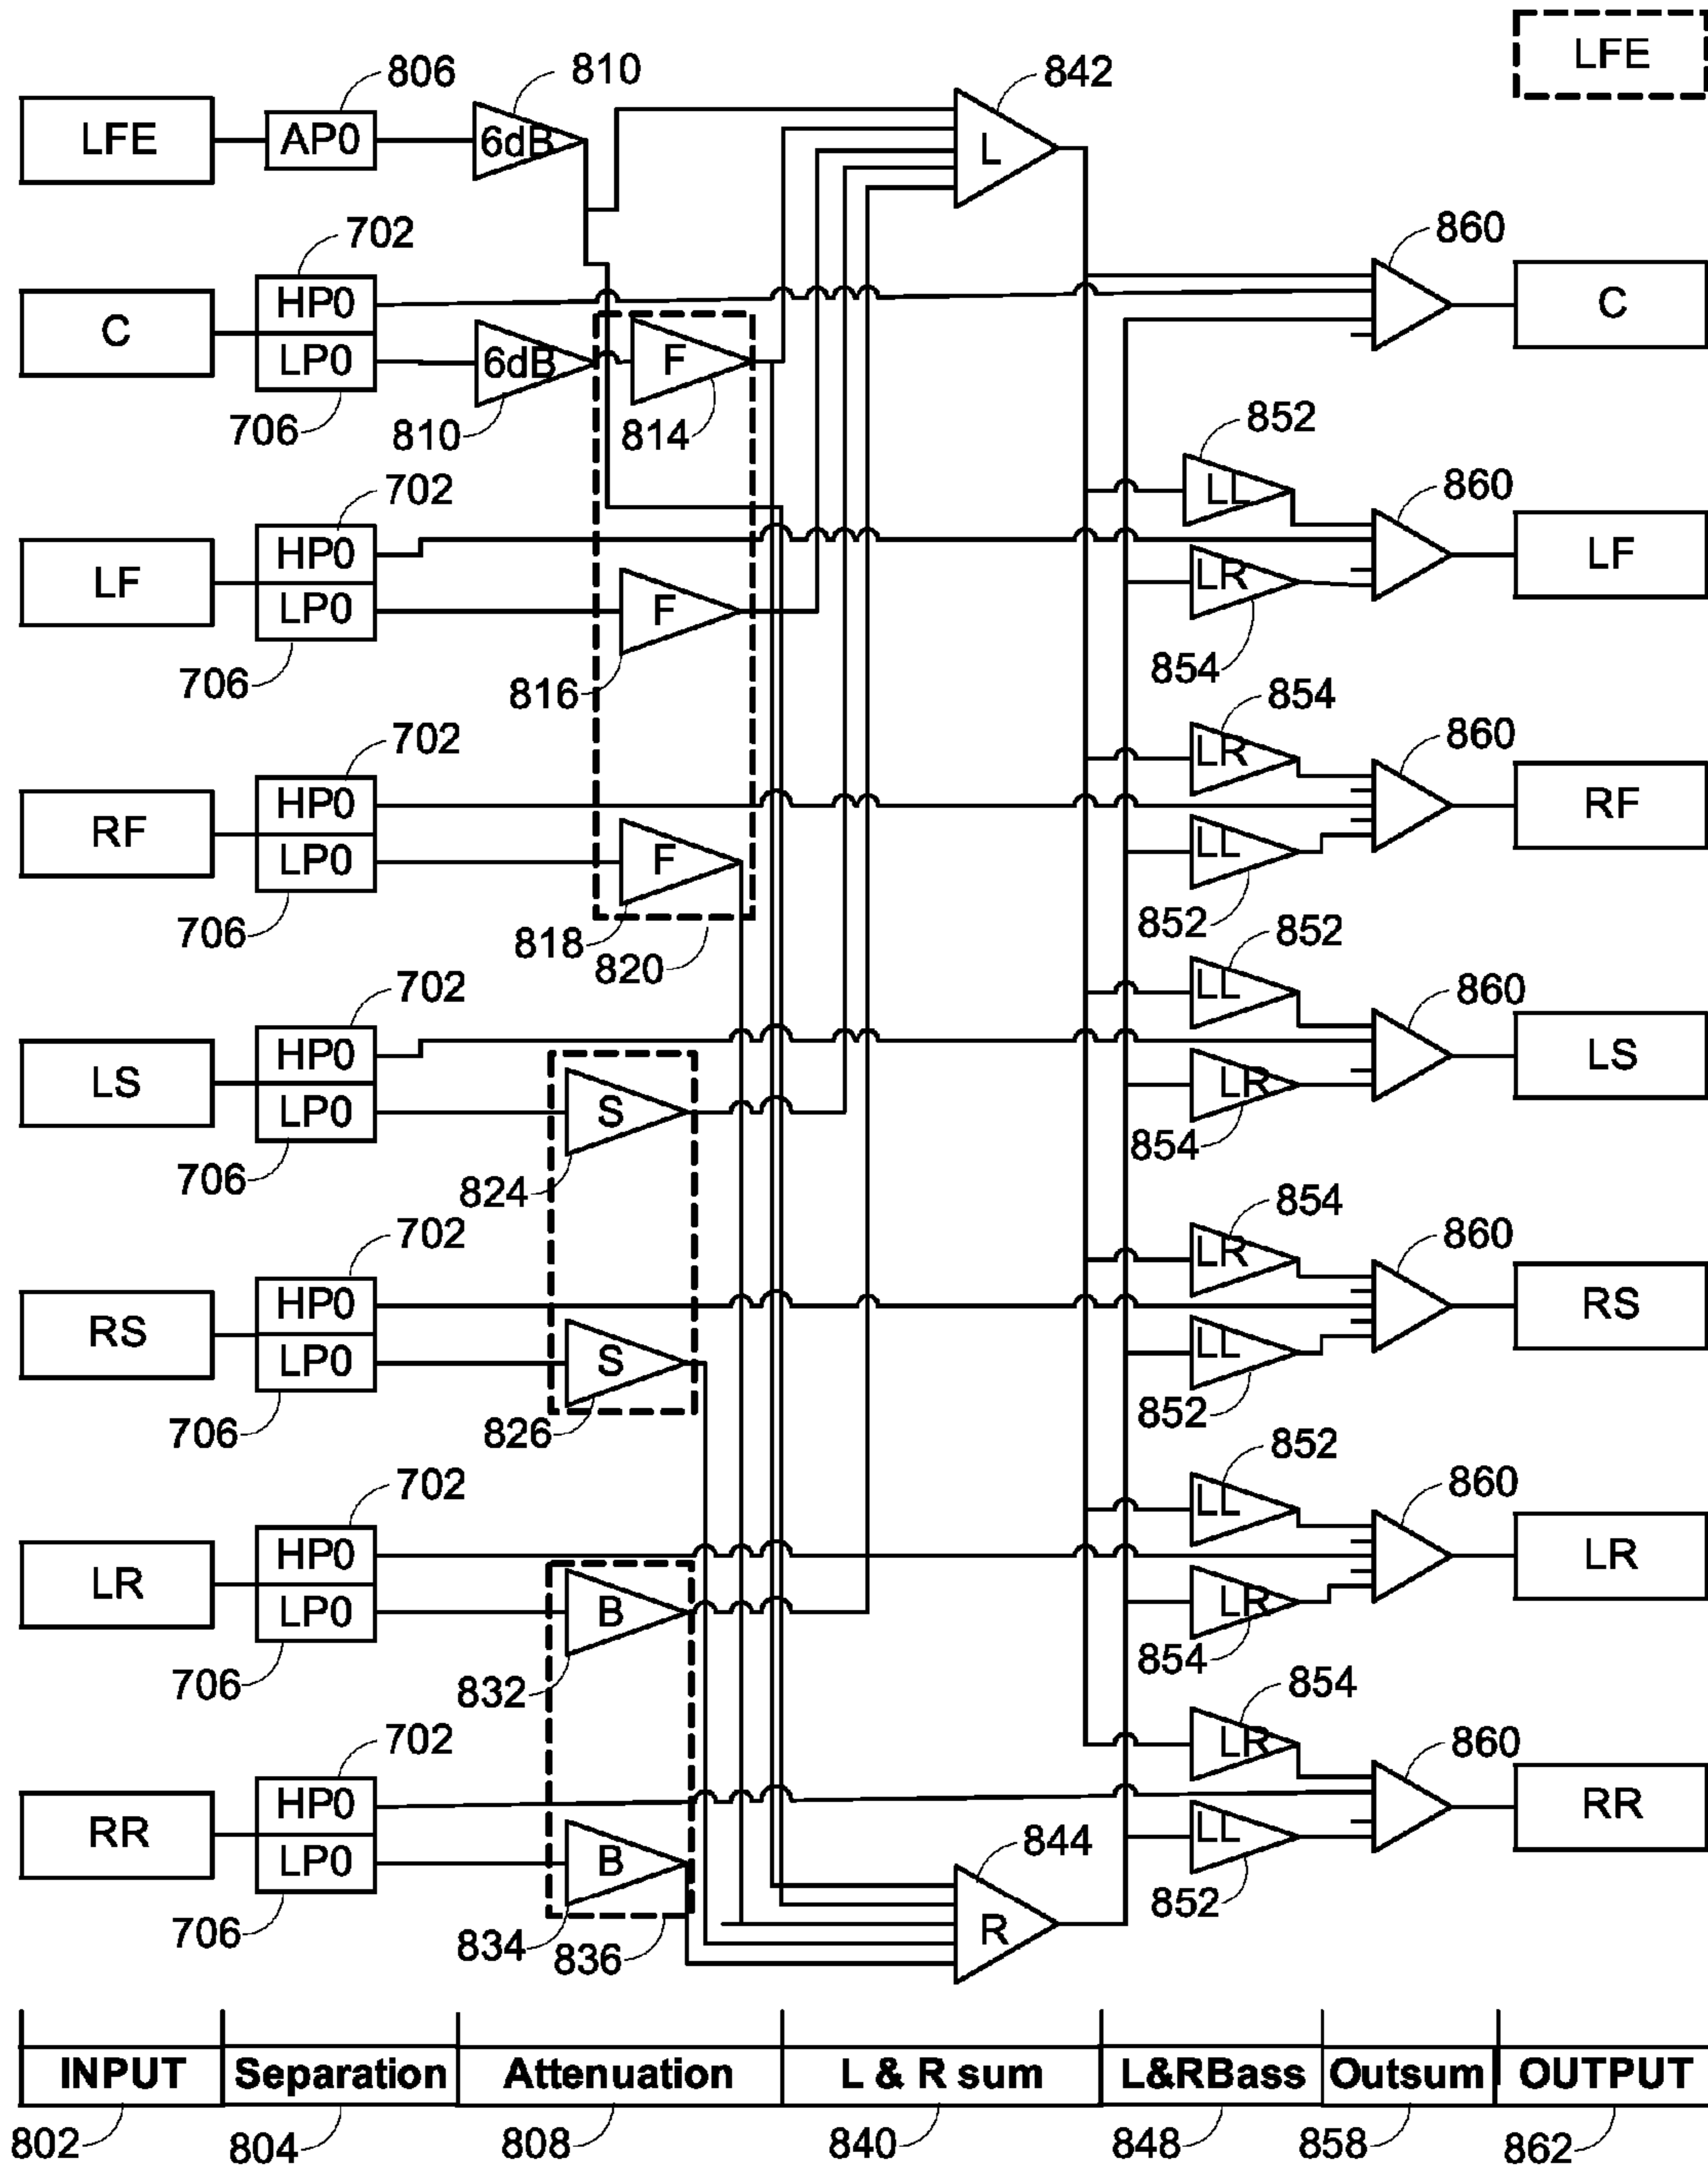 LFE
806
810
842
LFE
AP0
6dB
L
702
860
C
HP0
LP0
6dB
F
C
706
810
814
852
702
LL
860
LF
HP0
LP0
F
LR
LF
706
816
854
702
854
LR
860
RF
HP0
LP0
F
LL
RF
706
818
820
852
852
702
LL
860
LS
HP0
LP0
S
LR
LS
706
824
854
702
854
LR
860
RS
HP0
LP0
S
LL
RS
706
826
852
702
852
LL
860
LR
HP0
LP0
B
LR
LR
706
832
854
702
854
LR
860
RR
HP0
LP0
B
LL
RR
844
R
706
834
836
852
INPUT Separation Attenuation L & R sum L&RBass Outsum OUTPUT
802 804 808 840 848 858 862